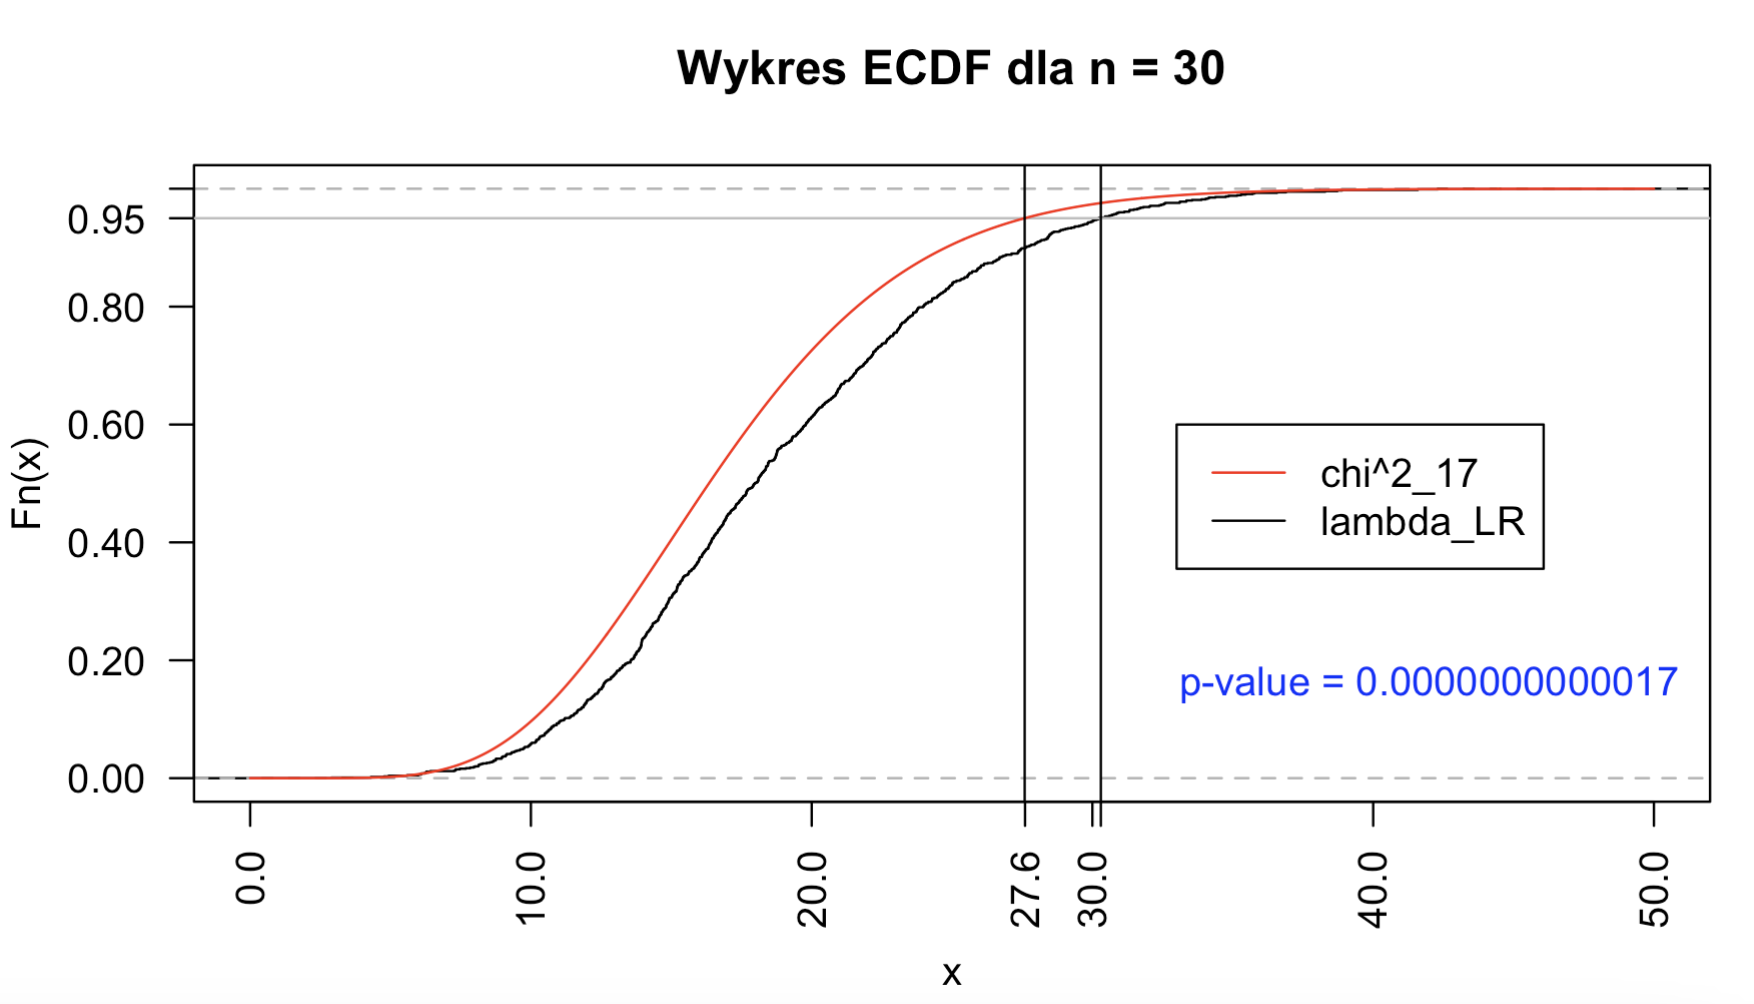 Wykres ECDF dla n = 30
Fn(x)
0.95
0.80
0.60
0.40
0.20
0.00
chi^2_17
lambda_LR
p-value = 0.0000000000017
0.0
10.0
20.0
27.6
30.0
40.0
50.0
x